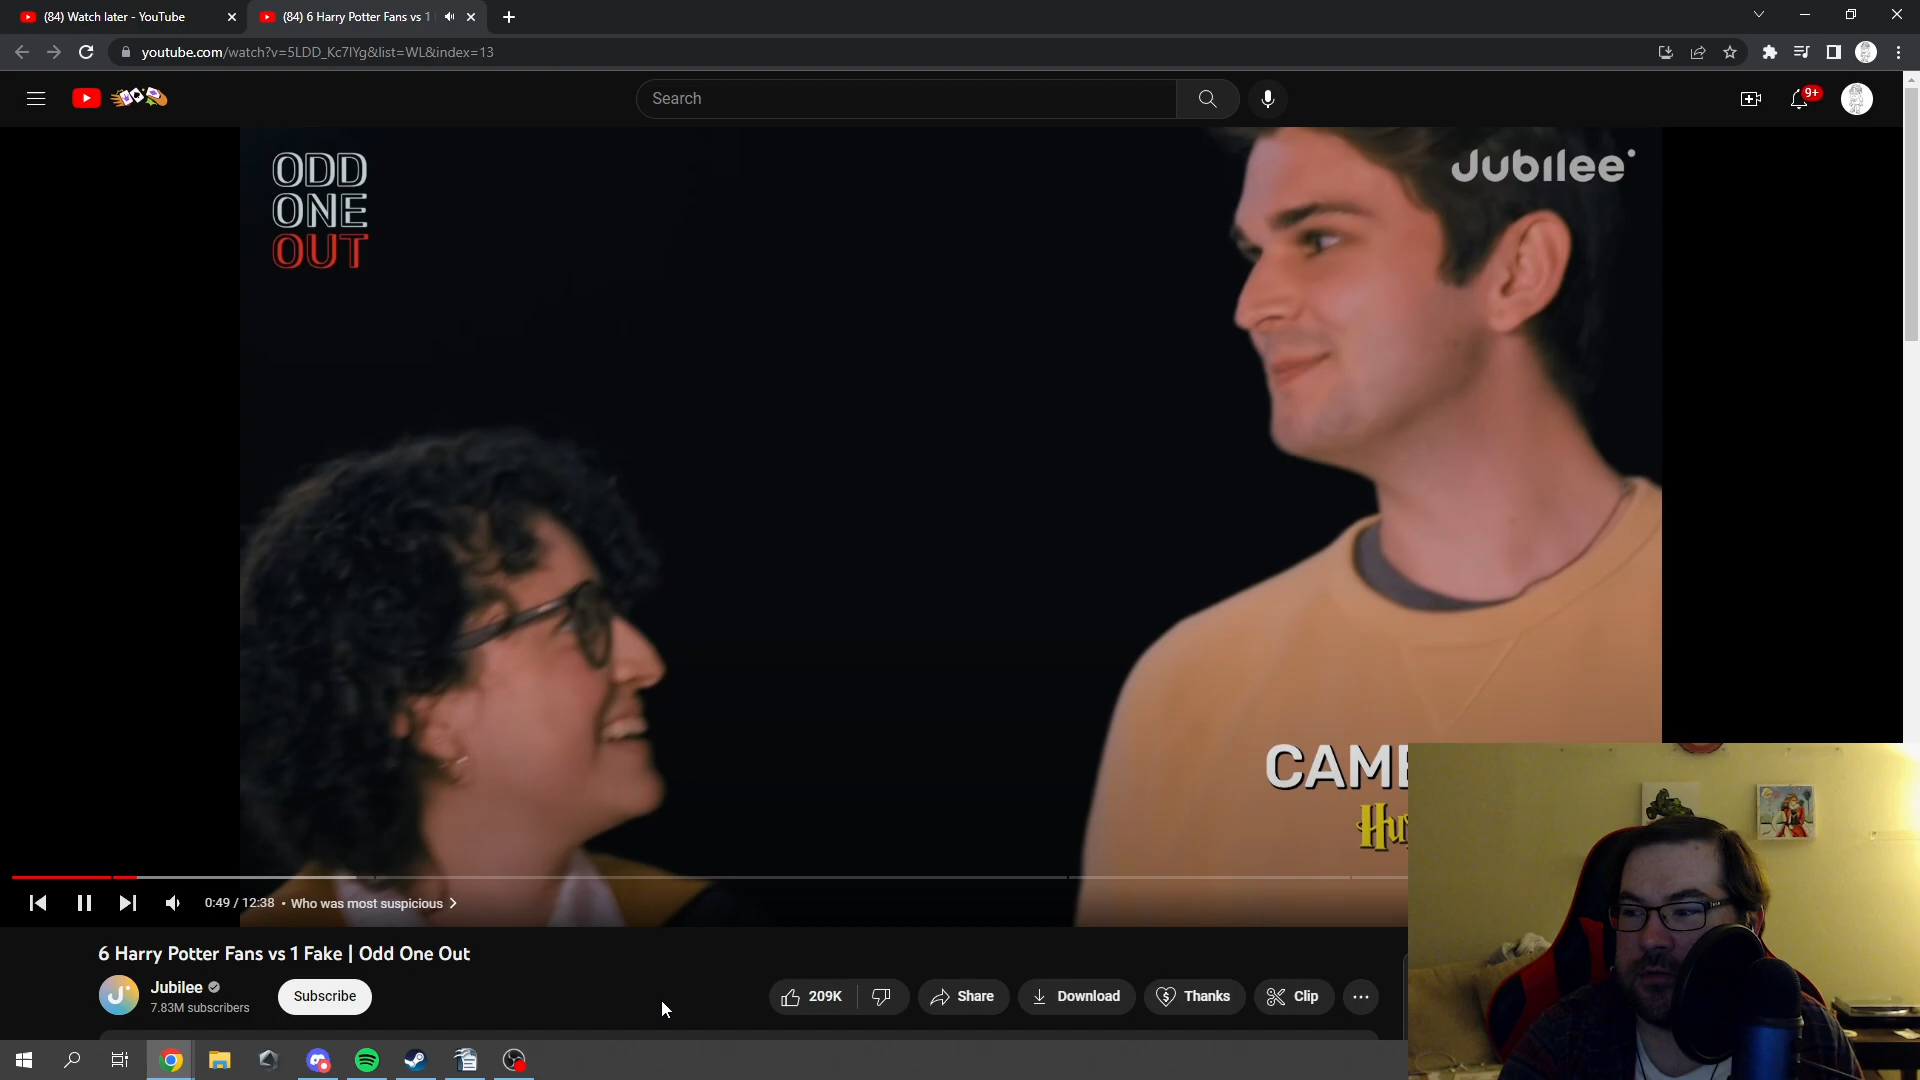 (84) Watch later - YouTube
(84) 6 Harry Potter Fans vs 1
youtube.com/watch?v=5LDD_Kc7lYg&list=WL&index=13
Search
9+
ODD
ONE
OUT
Jubilee
CAME
Hu
0:49 / 12:38 • Who was most suspicious
6 Harry Potter Fans vs 1 Fake | Odd One Out
Jubilee
7.83M subscribers
Subscribe
209K
Share
Download
Thanks
Clip